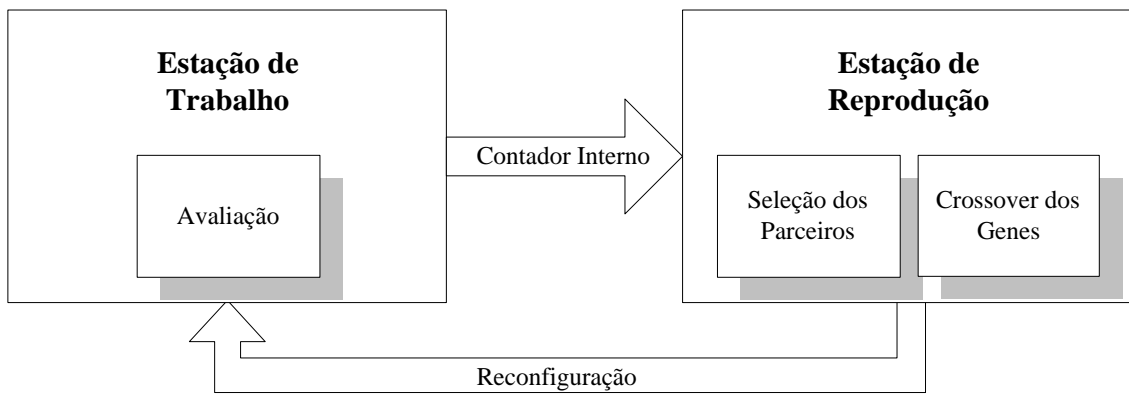 Estação de
Trabalho
Avaliação
Contador Interno
Estação de
Reprodução
Seleção dos
Parceiros
Crossover dos
Genes
Reconfiguração